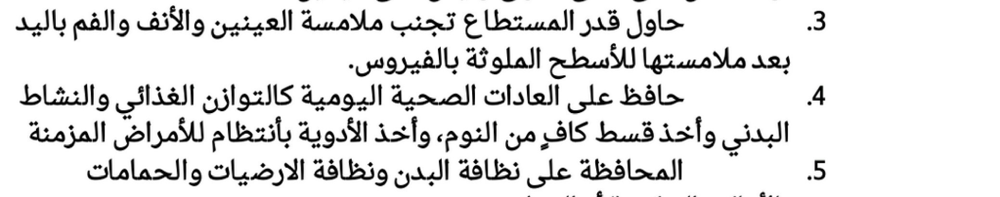 3. حاول قدر المستطاع تجنب ملامسة العينين والأنف والفم باليد
بعد ملامستها للأسطح الملوثة بالفيروس.
4. حافظ على العادات الصحية اليومية كالتوازن الغذائي والنشاط
البدني وأخذ قسط كافٍ من النوم، وأخذ الأدوية بأنتظام للأمراض المزمنة
5. المحافظة على نظافة البدن ونظافة الارضيات والحمامات